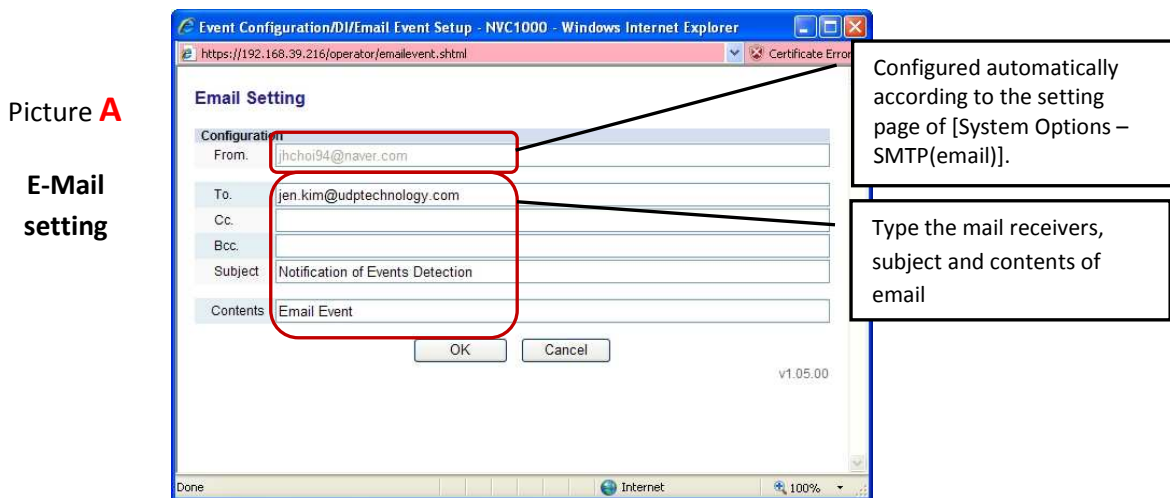 Event Configuration/DI/Email Event Setup - NVC1000 - Windows Internet Explorer
https://192.168.39.216/operator/emailevent.shtml
Certificate Error
Picture A
E-Mail
setting
Email Setting
Configuration
From. jhchoi94@naver.com
To. jen.kim@udptechnology.com
Cc.
Bcc.
Subject Notification of Events Detection
Contents Email Event
OK Cancel
v1.05.00
Done Internet 100%
Configured automatically
according to the setting
page of [System Options –
SMTP(email)].
Type the mail receivers,
subject and contents of
email